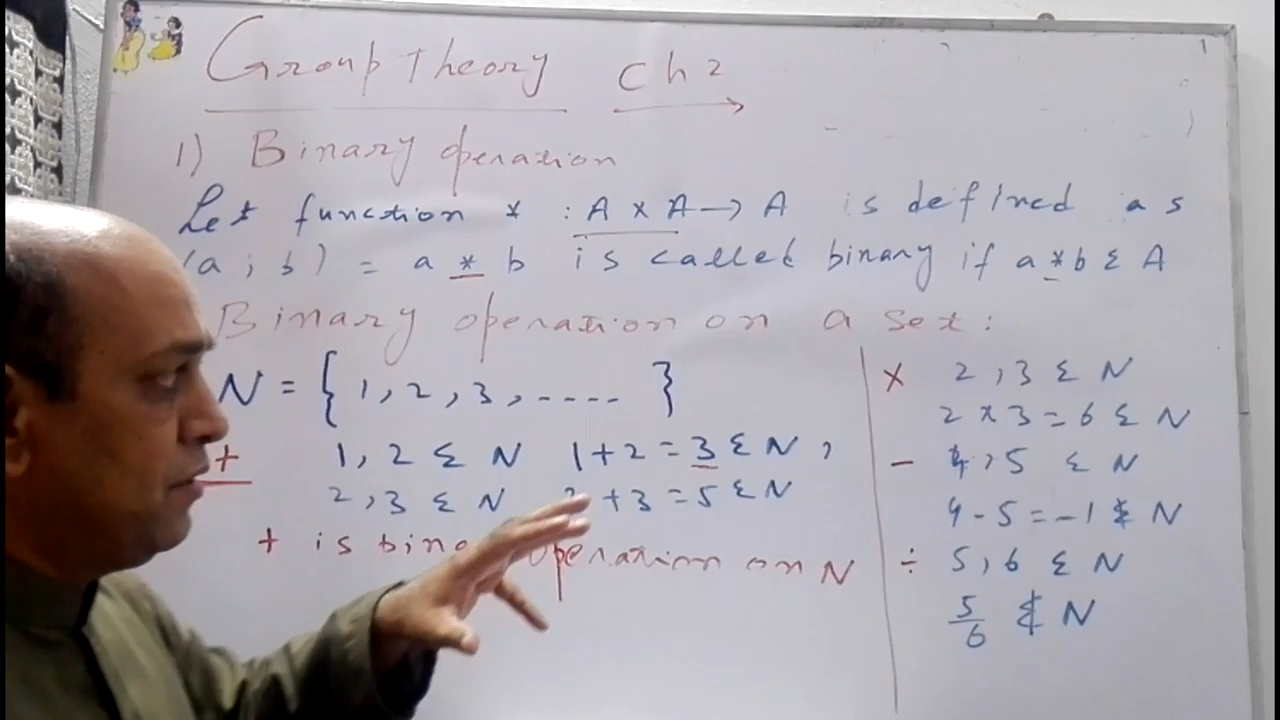 Group Theory Ch 2
1) Binary operation
Let function * : A x A → A is defined as
(a ; b) = a * b is called binary if a * b ε A
Binary operation on a set :
N = { 1 , 2 , 3 , ---- }
+ 1 , 2 ε N 1 + 2 = 3 ε N ,
2 , 3 ε N + 3 = 5 ε N
+ is operation on N
x 2 , 3 ε N
2 x 3 = 6 ε N
- 4 , 5 ε N
4 - 5 = -1 ∉ N
÷ 5 , 6 ε N
5/6 ∉ N